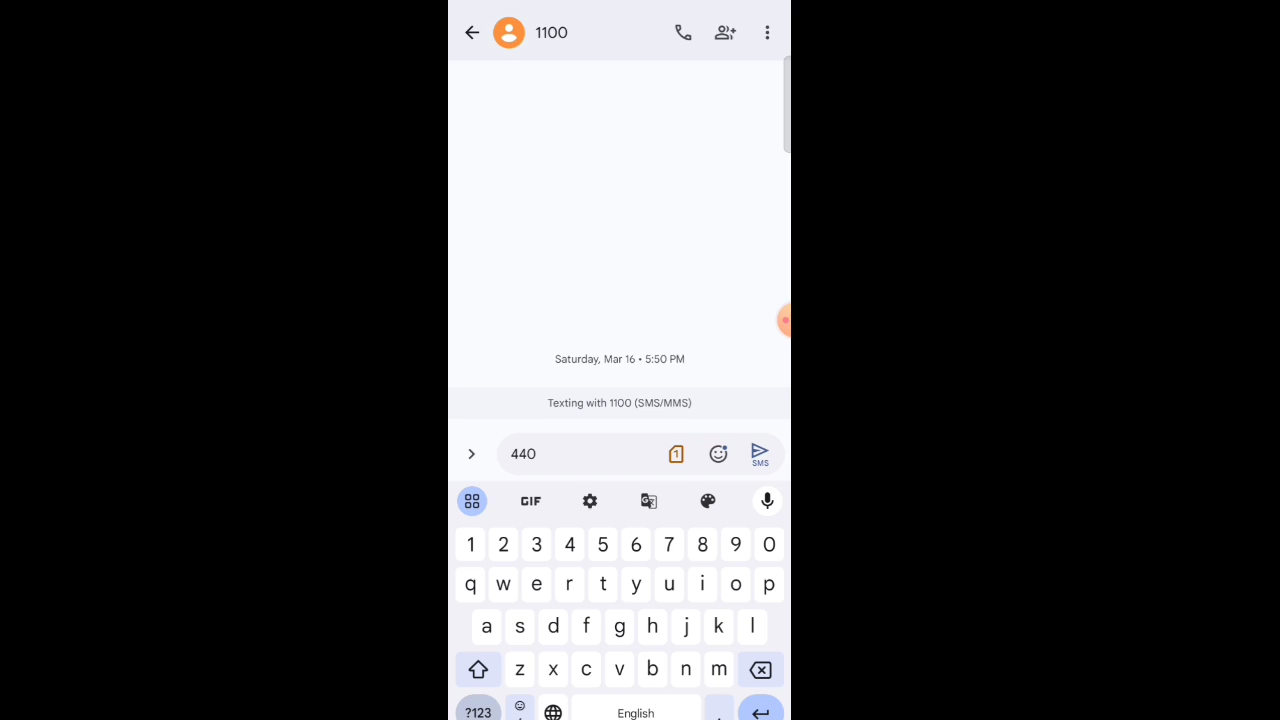 1100
Saturday, Mar 16 • 5:50 PM
Texting with 1100 (SMS/MMS)
440
1
SMS
GIF
1 2 3 4 5 6 7 8 9 0
q w e r t y u i o p
a s d f g h j k l
z x c v b n m
?123 , English .